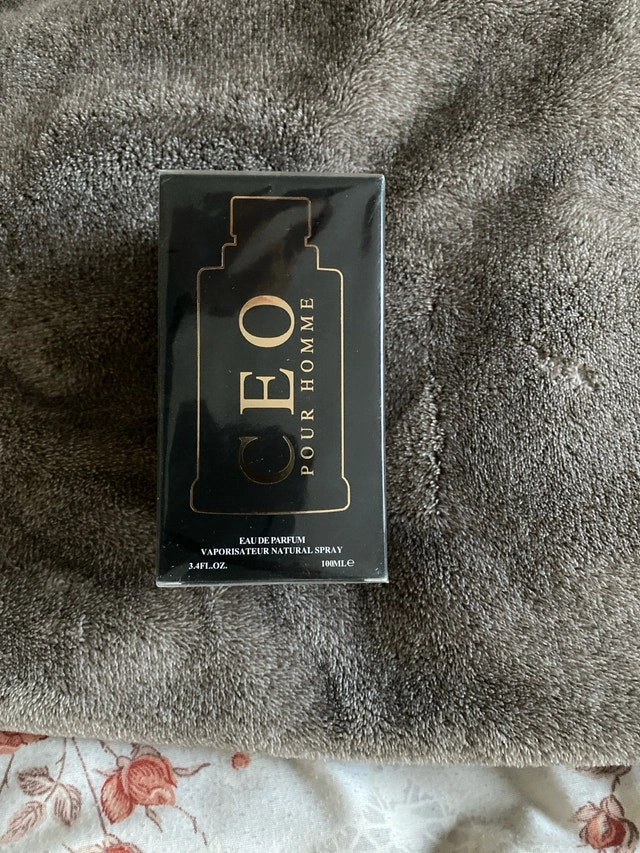 CEO
POUR HOMME
EAU DE PARFUM
VAPORISATEUR NATURAL SPRAY
3.4FL.OZ. 100ML℮